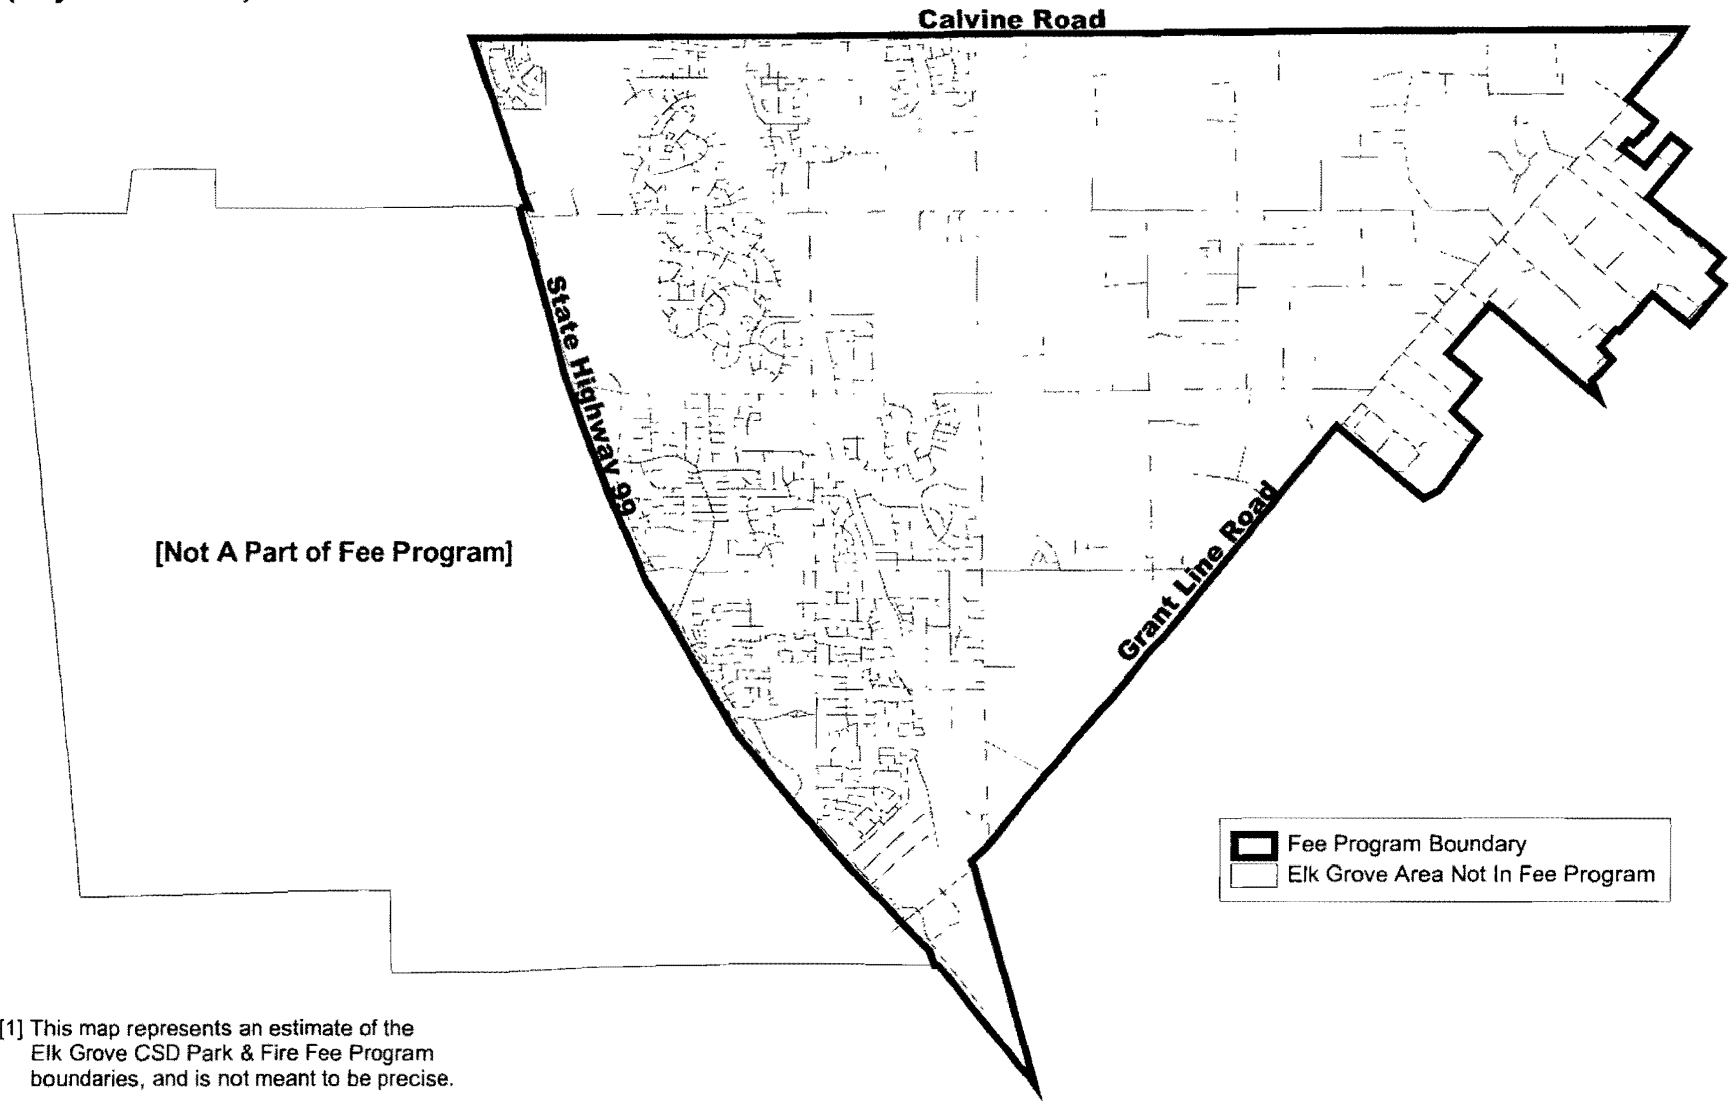 Calvine Road
State Highway 99
[Not A Part of Fee Program]
Grant Line Road
Fee Program Boundary
Elk Grove Area Not In Fee Program
[1] This map represents an estimate of the
Elk Grove CSD Park & Fire Fee Program
boundaries, and is not meant to be precise.